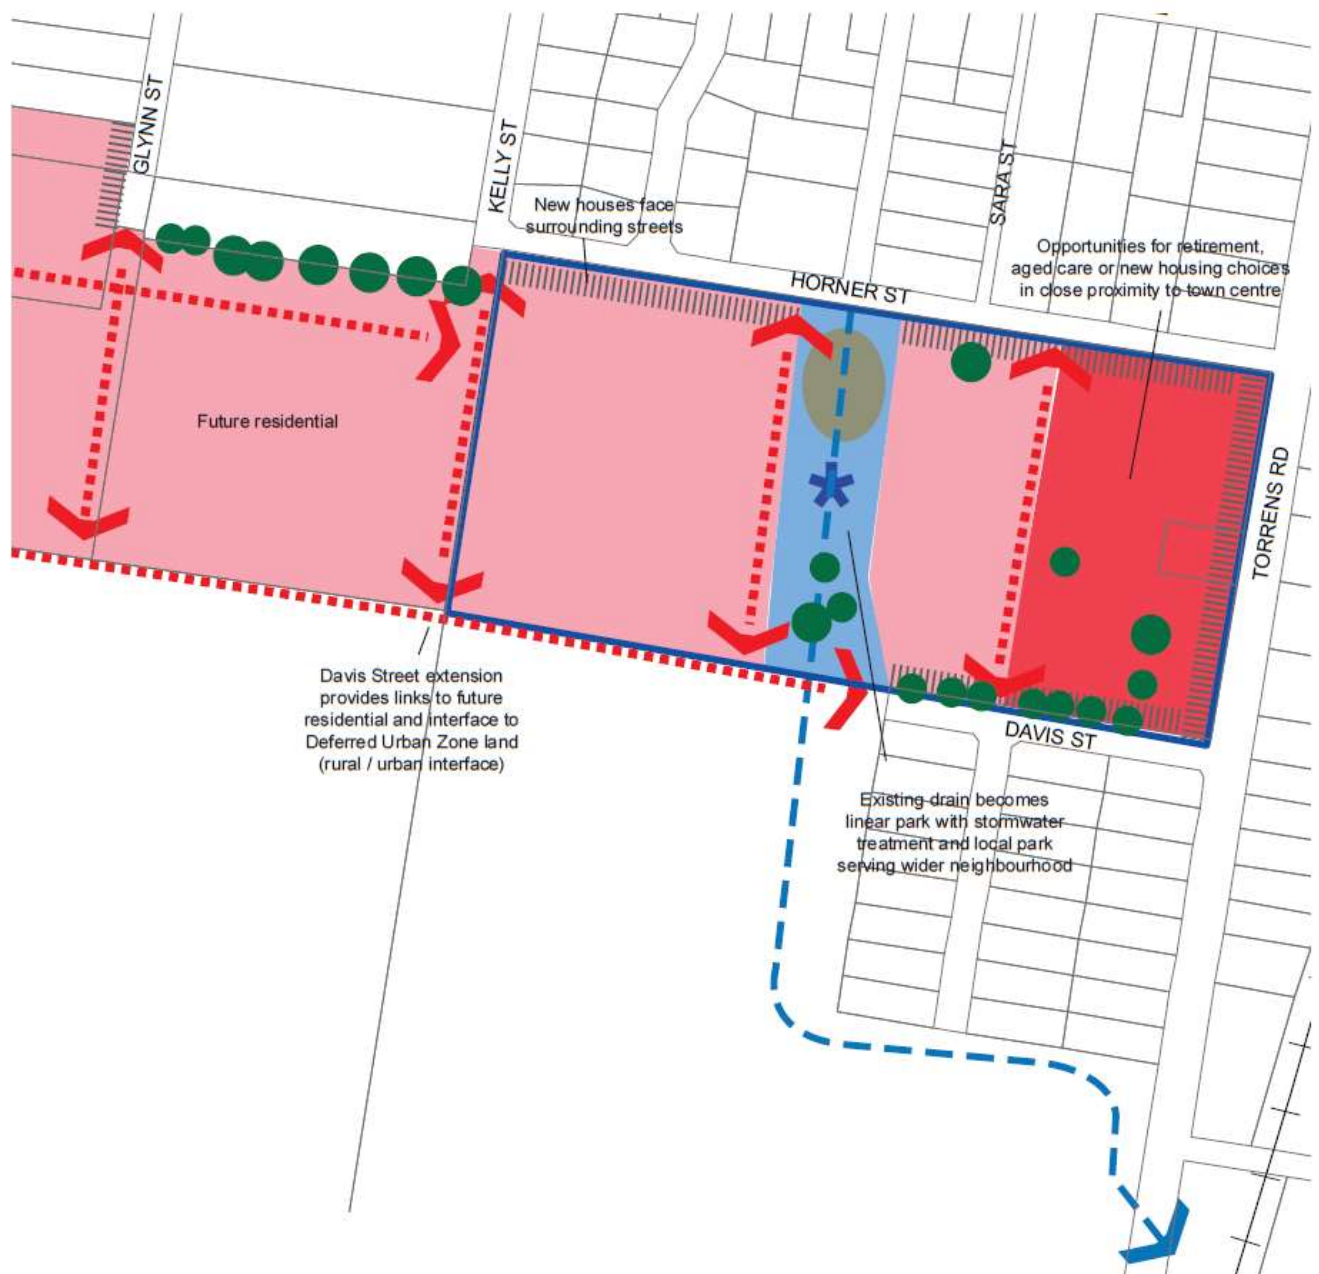 GLYNN ST
KELLY ST
SARA ST
New houses face
surrounding streets
Opportunities for retirement,
aged care or new housing choices
in close proximity to town centre
HORNER ST
Future residential
TORRENS RD
Davis Street extension
provides links to future
residential and interface to
Deferred Urban Zone land
(rural / urban interface)
DAVIS ST
Existing drain becomes
linear park with stormwater
treatment and local park
serving wider neighbourhood